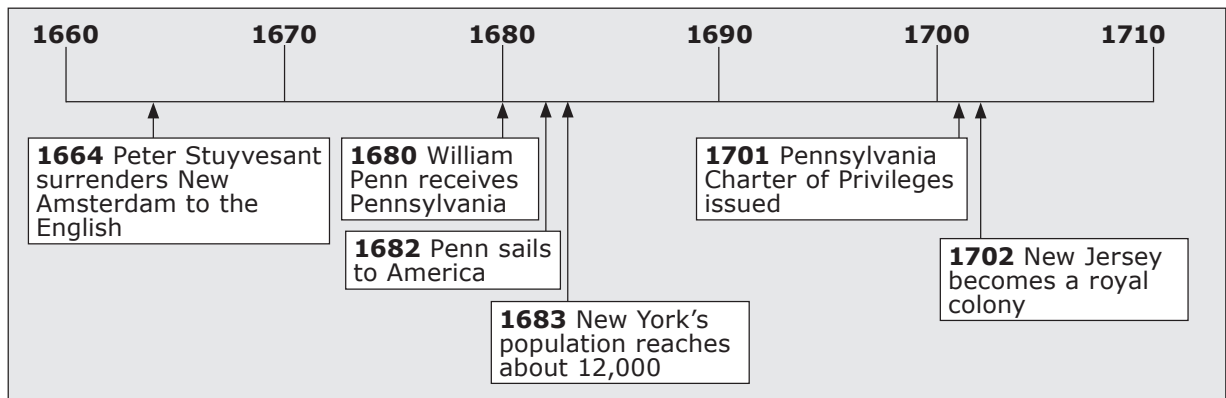 1660 1670 1680 1690 1700 1710
1664 Peter Stuyvesant
surrenders New
Amsterdam to the
English
1680 William
Penn receives
Pennsylvania
1682 Penn sails
to America
1683 New York’s
population reaches
about 12,000
1701 Pennsylvania
Charter of Privileges
issued
1702 New Jersey
becomes a royal
colony